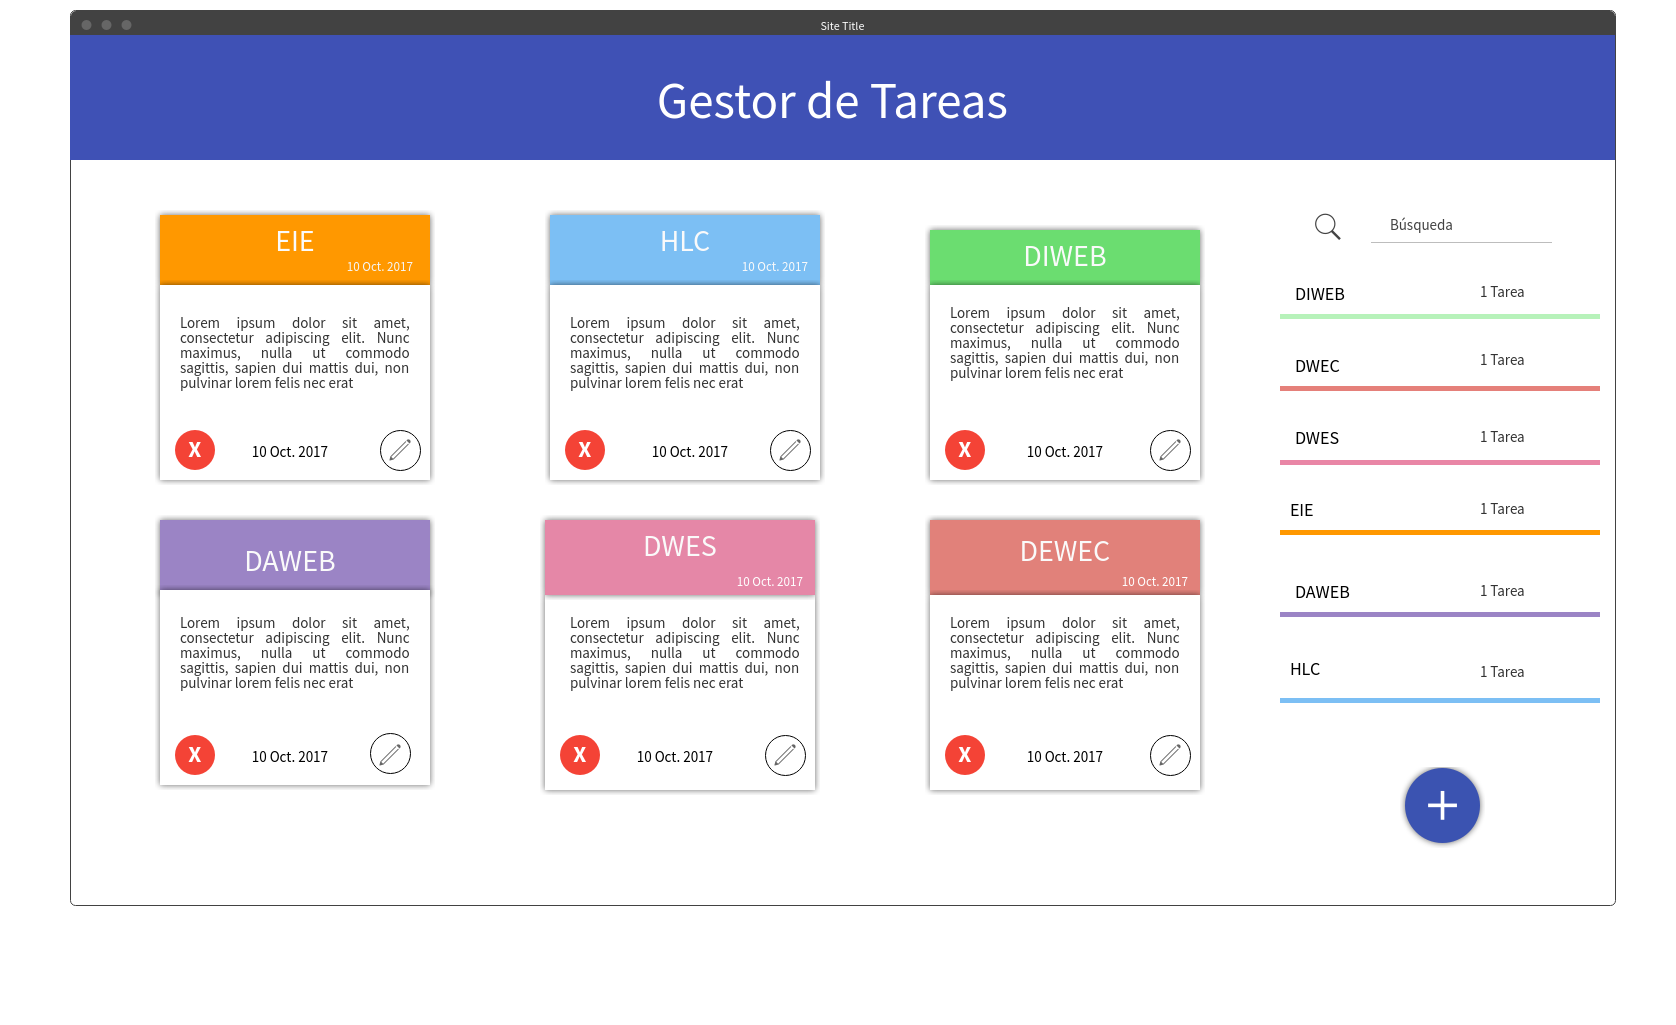 Site Title
Gestor de Tareas
EIE
10 Oct. 2017
Lorem ipsum dolor sit amet,
consectetur adipiscing elit. Nunc
maximus, nulla ut commodo
sagittis, sapien dui mattis dui, non
pulvinar lorem felis nec erat
X
10 Oct. 2017
HLC
10 Oct. 2017
Lorem ipsum dolor sit amet,
consectetur adipiscing elit. Nunc
maximus, nulla ut commodo
sagittis, sapien dui mattis dui, non
pulvinar lorem felis nec erat
X
10 Oct. 2017
DIWEB
Lorem ipsum dolor sit amet,
consectetur adipiscing elit. Nunc
maximus, nulla ut commodo
sagittis, sapien dui mattis dui, non
pulvinar lorem felis nec erat
X
10 Oct. 2017
DAWEB
Lorem ipsum dolor sit amet,
consectetur adipiscing elit. Nunc
maximus, nulla ut commodo
sagittis, sapien dui mattis dui, non
pulvinar lorem felis nec erat
X
10 Oct. 2017
DWES
10 Oct. 2017
Lorem ipsum dolor sit amet,
consectetur adipiscing elit. Nunc
maximus, nulla ut commodo
sagittis, sapien dui mattis dui, non
pulvinar lorem felis nec erat
X
10 Oct. 2017
DEWEC
10 Oct. 2017
Lorem ipsum dolor sit amet,
consectetur adipiscing elit. Nunc
maximus, nulla ut commodo
sagittis, sapien dui mattis dui, non
pulvinar lorem felis nec erat
X
10 Oct. 2017
Búsqueda
DIWEB 1 Tarea
DWEC 1 Tarea
DWES 1 Tarea
EIE 1 Tarea
DAWEB 1 Tarea
HLC 1 Tarea
+